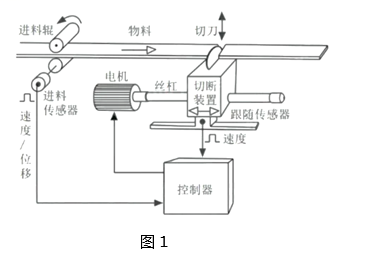 进料辊
物料
切刀
电机
丝杠
切断
装置
进料
传感器
跟随传感器
速度/位移
速度
控制器
图1